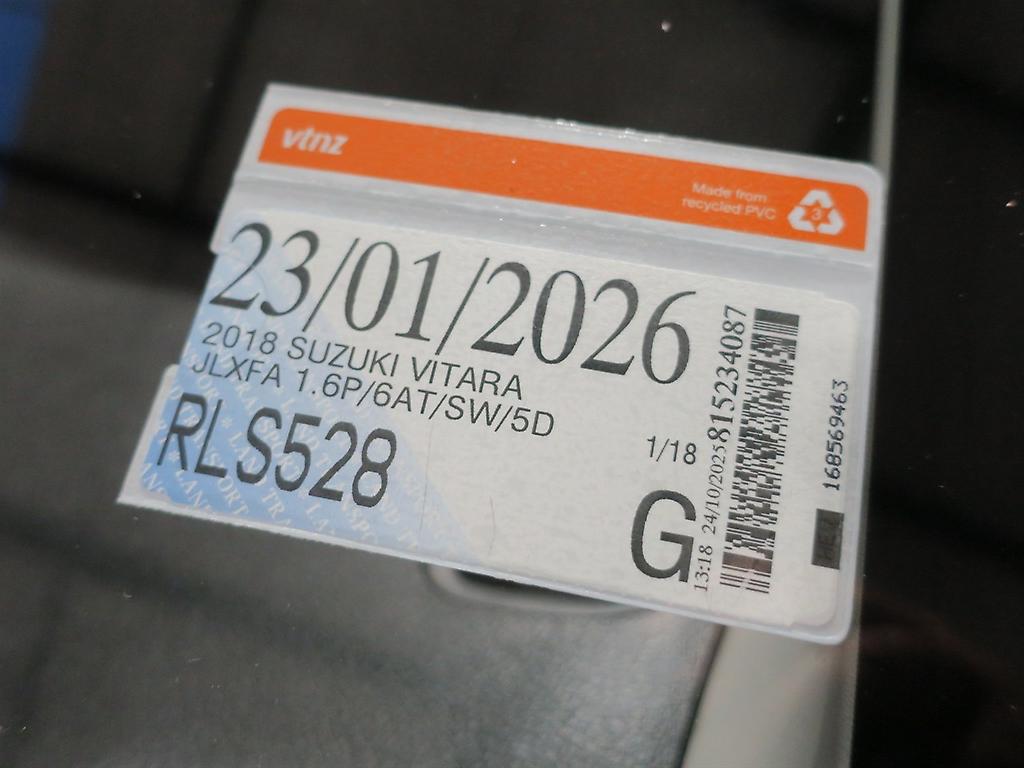 vtnz
Made from
recycled PVC
3
23/01/2026
2018 SUZUKI VITARA
JLXFA 1.6P/6AT/SW/5D
RLS528
1/18
G
13:18 24/10/2025
815234087
168569463